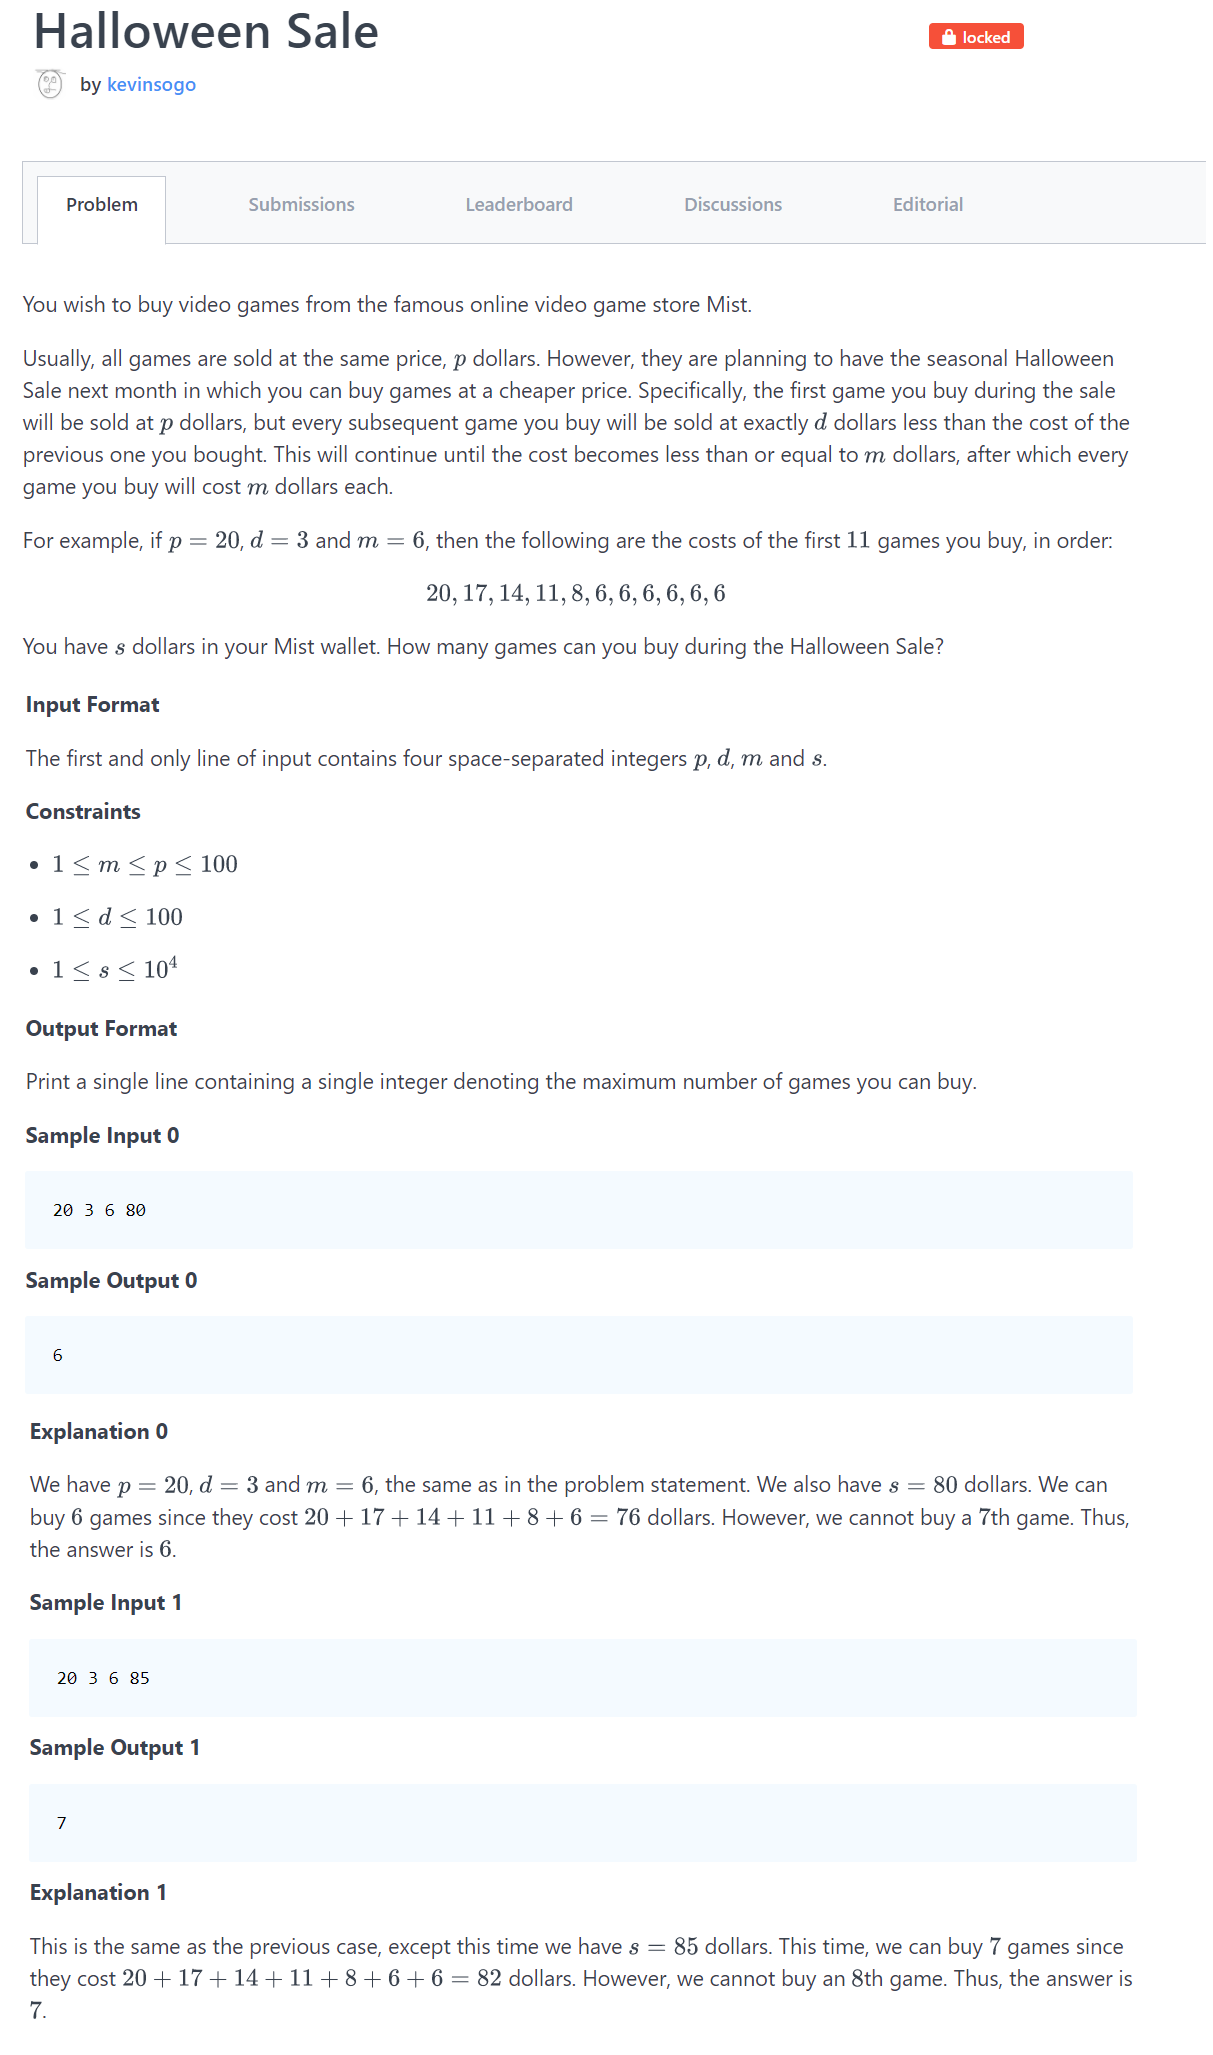 Halloween Sale
locked
by kevinsogo
Problem
Submissions
Leaderboard
Discussions
Editorial
You wish to buy video games from the famous online video game store Mist.
Usually, all games are sold at the same price, p dollars. However, they are planning to have the seasonal Halloween
Sale next month in which you can buy games at a cheaper price. Specifically, the first game you buy during the sale
will be sold at p dollars, but every subsequent game you buy will be sold at exactly d dollars less than the cost of the
previous one you bought. This will continue until the cost becomes less than or equal to m dollars, after which every
game you buy will cost m dollars each.
For example, if p = 20, d = 3 and m = 6, then the following are the costs of the first 11 games you buy, in order:
20, 17, 14, 11, 8, 6, 6, 6, 6, 6, 6
You have s dollars in your Mist wallet. How many games can you buy during the Halloween Sale?
Input Format
The first and only line of input contains four space-separated integers p, d, m and s.
Constraints
• 1 ≤ m ≤ p ≤ 100
• 1 ≤ d ≤ 100
• 1 ≤ s ≤ 10⁴
Output Format
Print a single line containing a single integer denoting the maximum number of games you can buy.
Sample Input 0
20 3 6 80
Sample Output 0
6
Explanation 0
We have p = 20, d = 3 and m = 6, the same as in the problem statement. We also have s = 80 dollars. We can
buy 6 games since they cost 20 + 17 + 14 + 11 + 8 + 6 = 76 dollars. However, we cannot buy a 7th game. Thus,
the answer is 6.
Sample Input 1
20 3 6 85
Sample Output 1
7
Explanation 1
This is the same as the previous case, except this time we have s = 85 dollars. This time, we can buy 7 games since
they cost 20 + 17 + 14 + 11 + 8 + 6 + 6 = 82 dollars. However, we cannot buy an 8th game. Thus, the answer is
7.